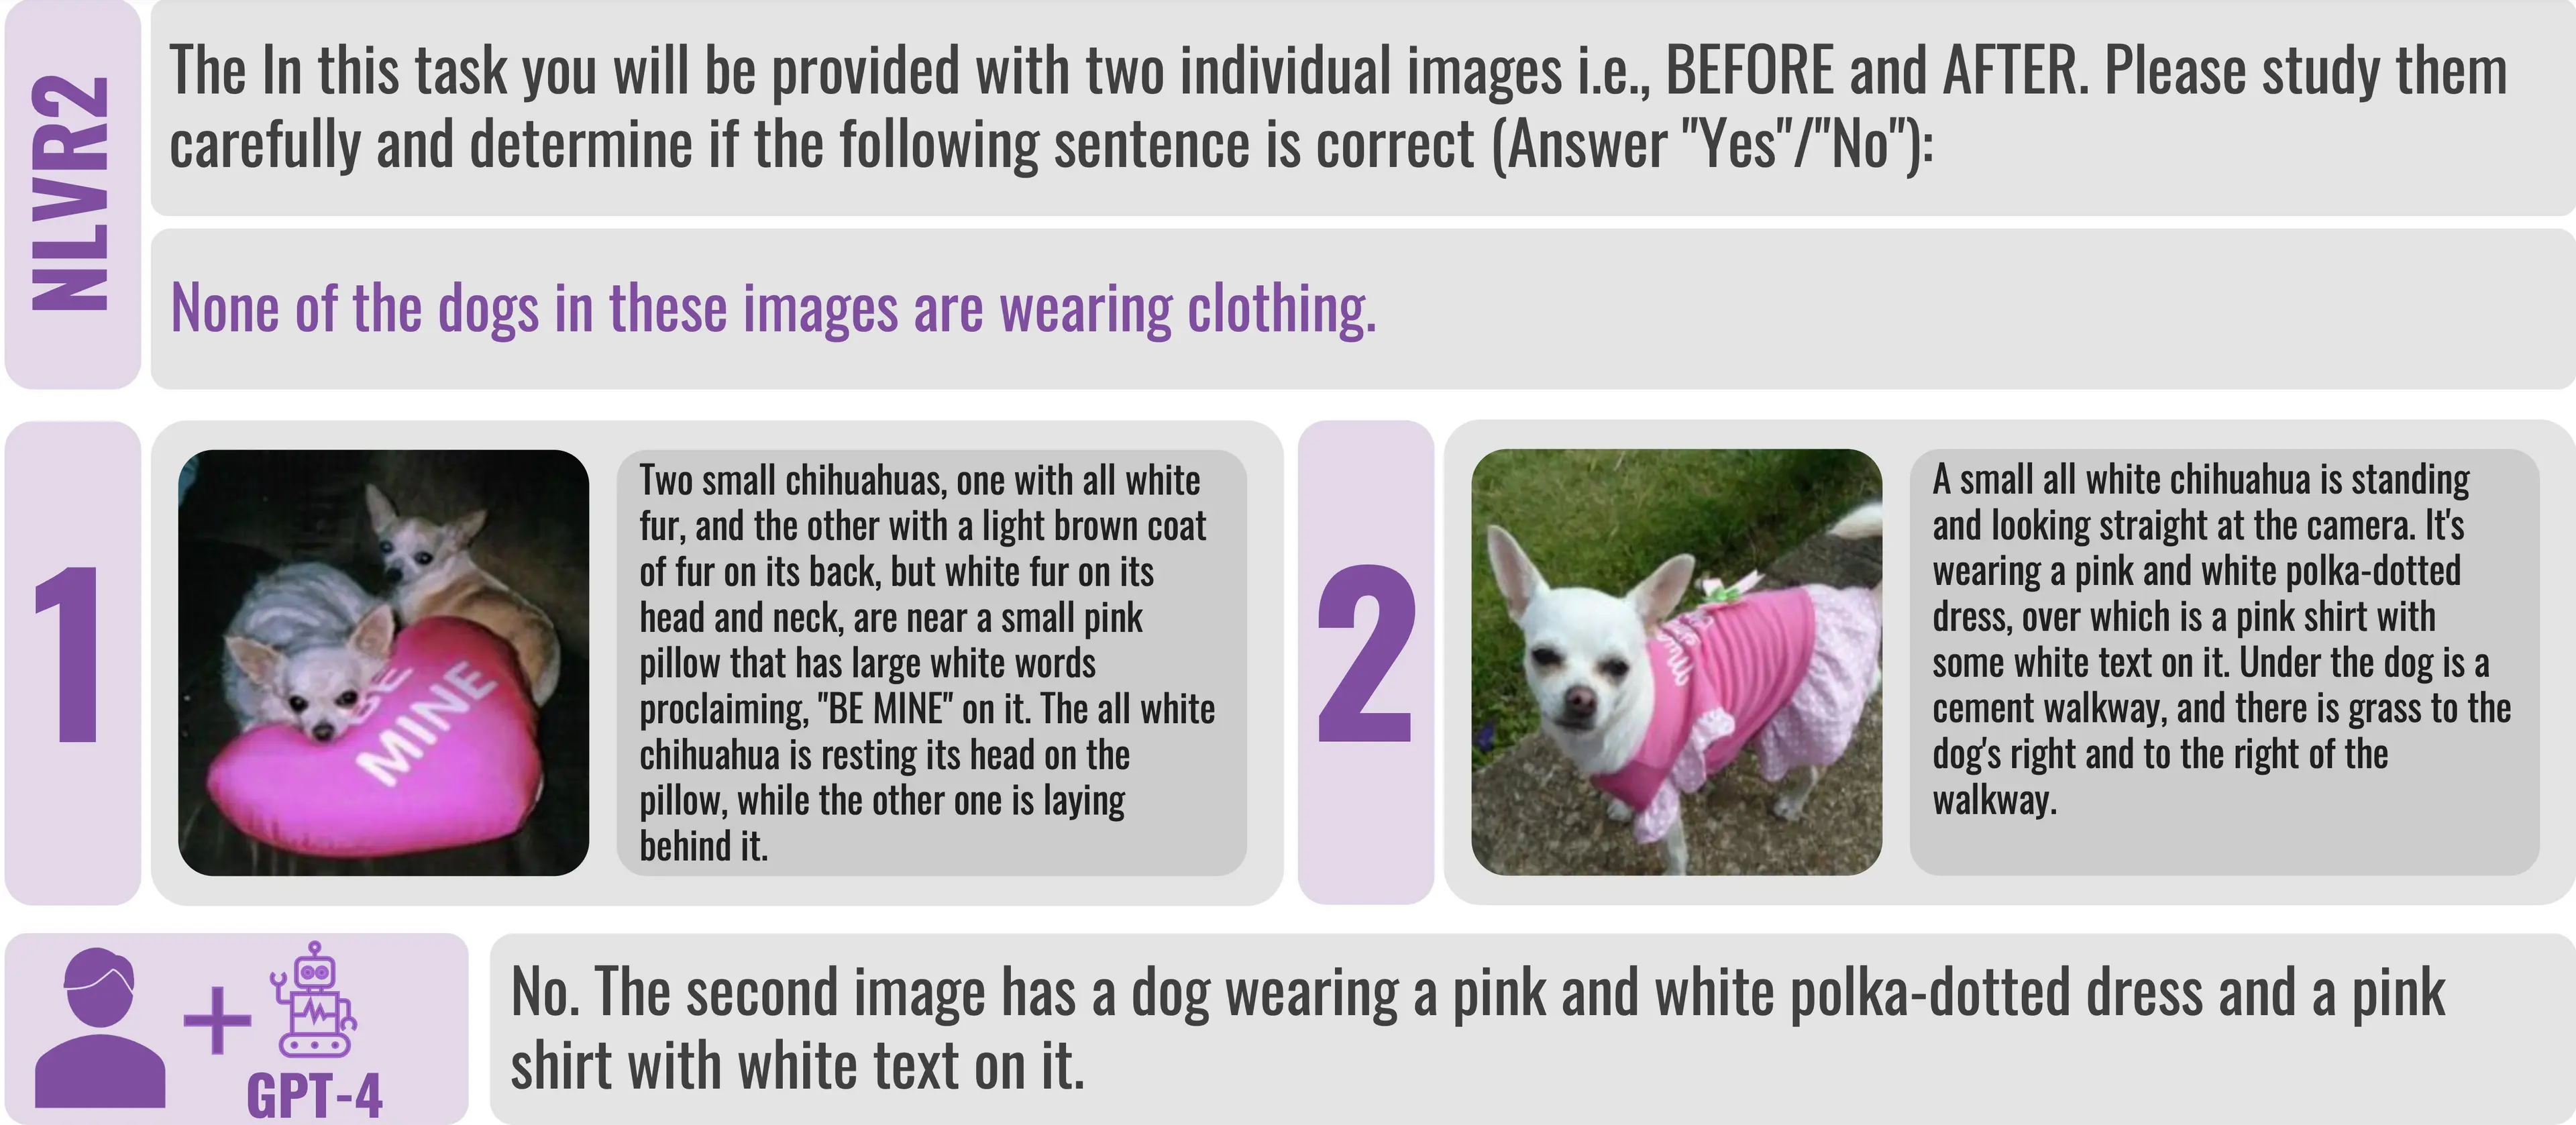 NLVR2
The In this task you will be provided with two individual images i.e., BEFORE and AFTER. Please study them
carefully and determine if the following sentence is correct (Answer "Yes"/"No"):
None of the dogs in these images are wearing clothing.
1
BE
MINE
Two small chihuahuas, one with all white
fur, and the other with a light brown coat
of fur on its back, but white fur on its
head and neck, are near a small pink
pillow that has large white words
proclaiming, "BE MINE" on it. The all white
chihuahua is resting its head on the
pillow, while the other one is laying
behind it.
2
A small all white chihuahua is standing
and looking straight at the camera. It's
wearing a pink and white polka-dotted
dress, over which is a pink shirt with
some white text on it. Under the dog is a
cement walkway, and there is grass to the
dog's right and to the right of the
walkway.
GPT-4
No. The second image has a dog wearing a pink and white polka-dotted dress and a pink
shirt with white text on it.